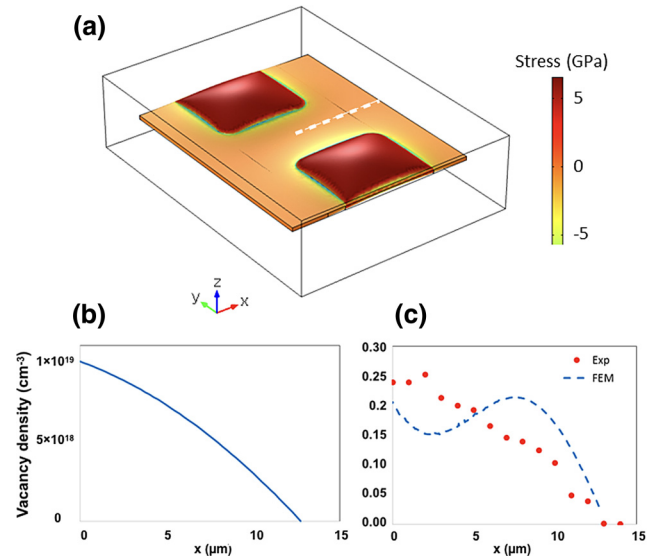 (a)
Stress (GPa)
5
0
-5
z
y
x
(b)
Vacancy density (cm-3)
1×10¹⁹
5×10¹⁸
0
0
5
10
15
x (µm)
(c)
0.30
0.25
0.20
0.15
0.10
0.05
0.00
Exp
FEM
0
5
10
15
x (µm)